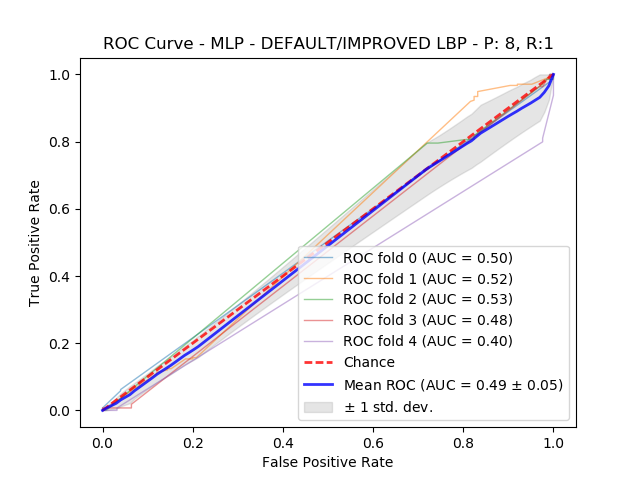 ROC Curve - MLP - DEFAULT/IMPROVED LBP - P: 8, R:1
True Positive Rate
1.0
0.8
0.6
0.4
0.2
0.0
ROC fold 0 (AUC = 0.50)
ROC fold 1 (AUC = 0.52)
ROC fold 2 (AUC = 0.53)
ROC fold 3 (AUC = 0.48)
ROC fold 4 (AUC = 0.40)
Chance
Mean ROC (AUC = 0.49 ± 0.05)
± 1 std. dev.
0.0 0.2 0.4 0.6 0.8 1.0
False Positive Rate